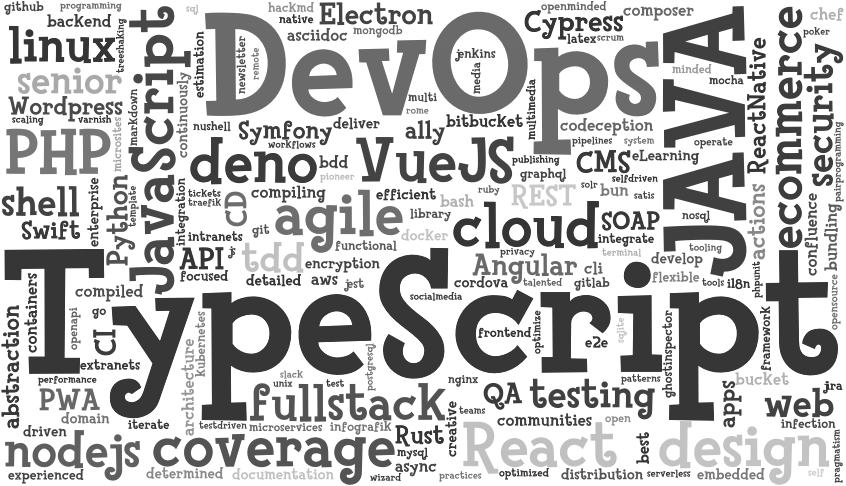 github
programming
sql
hackmd
native
Electron
openminded
Cypress
composer
chef
backend
linux
treeshaking
JavaScript
estimation
DevOps
newsletter
remote
asciidoc
mongodb
jenkins
media
latex
scrum
multimedia
JAVA
minded
mocha
ReactNative
ecommerce
poker
security
senior
Wordpress
scaling
varnish
microsites
markdown
continuously
multi
rome
PHP
nushell
Symfony
workflows
deliver
ally
bitbucket
codeception
pipelines
system
operate
pairprogramming
deno
bdd
pioneer
VueJS
publishing
graphql
CMS
eLearning
selfdriven
shell
Swift
enterprise
Python
template
integration
tickets
traefik
CD
compiling
efficient
ruby
bash
REST
solr
bun
satis
actions
confluence
bundling
opensource
intranets
git
agile
library
functional
docker
cloud
SOAP
integrate
nosql
tooling
privacy
terminal
API
js
focused
tdd
encryption
detailed
aws
jest
Angular
cli
cordova
talented
gitlab
develop
flexible
tools
i18n
phpunit
TypeScript
containers
compiled
openapi
go
CI
extranets
socialmedia
frontend
optimize
e2e
sqlite
ghostinspector
framework
abstraction
performance
PWA
domain
architecture
kubernetes
slack
unix
test
postgresql
nginx
QA
testing
patterns
bucket
jira
fullstack
creative
teams
communities
open
apps
web
infection
driven
iterate
testdriven
microservices
infografik
Rust
mysql
async
React
best
design
pragmatism
nodejs
coverage
experienced
determined
documentation
wizard
practices
optimized
distribution
serverless
embedded
self